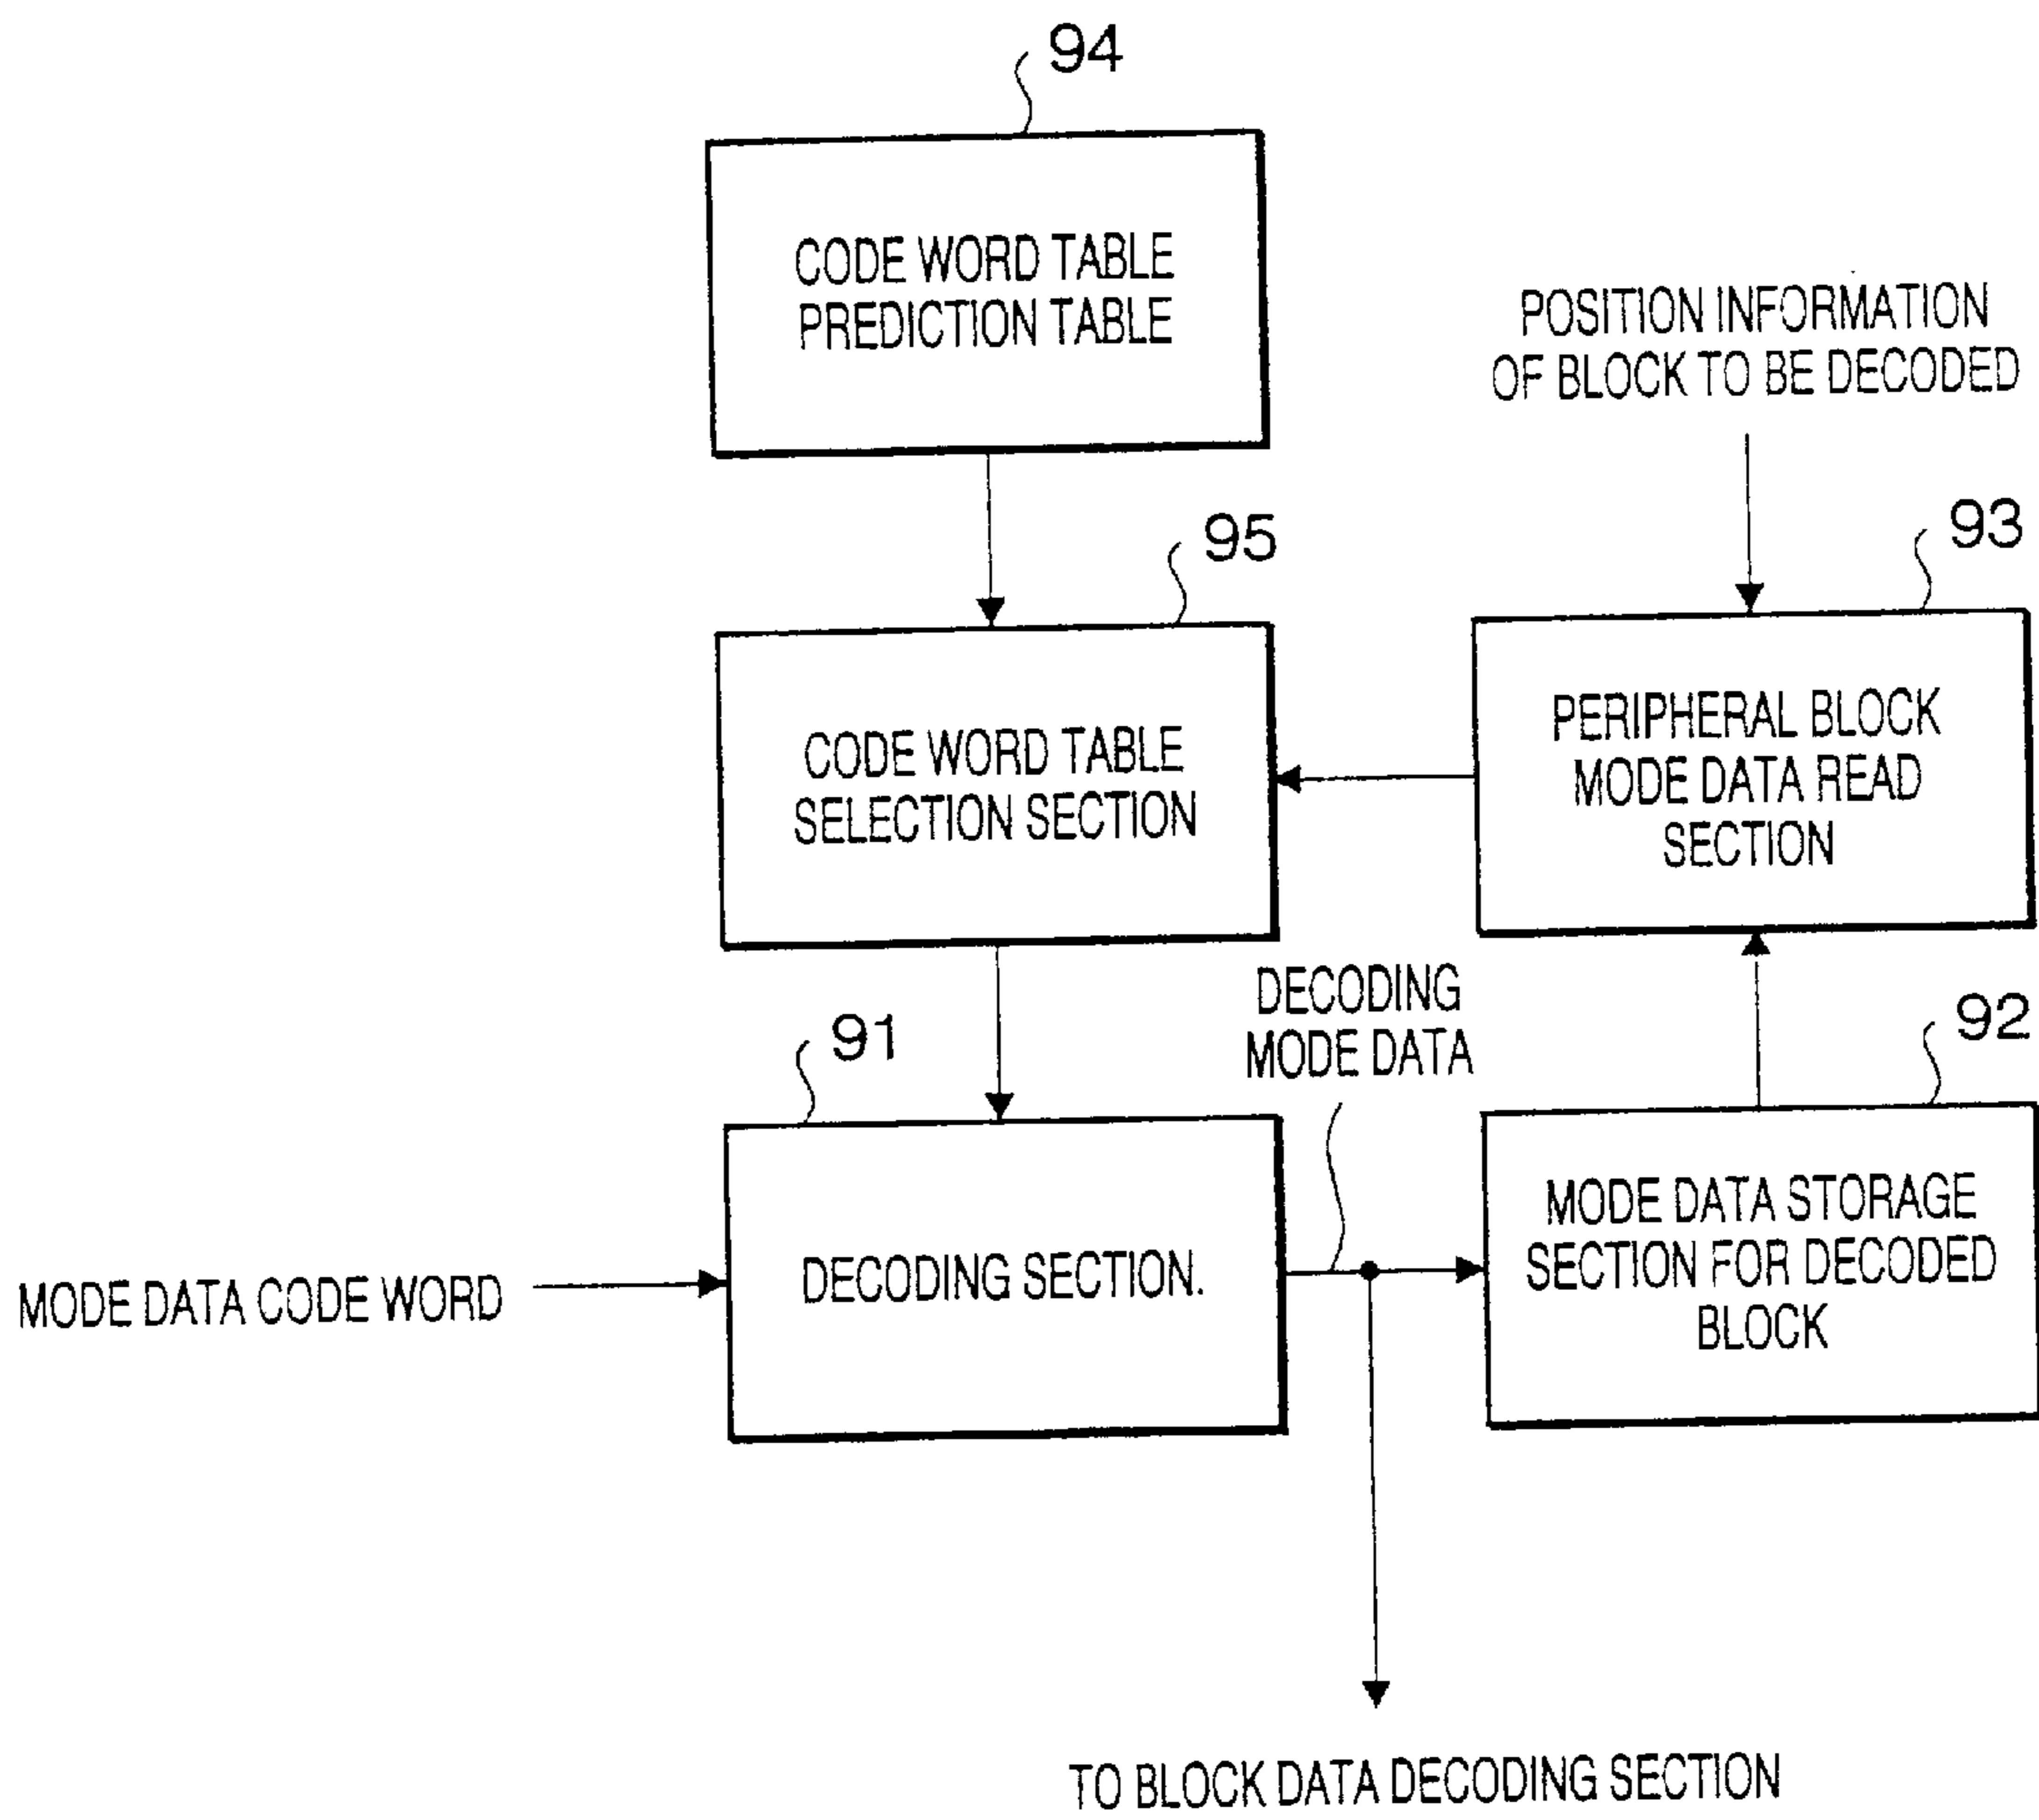 94
CODE WORD TABLE
PREDICTION TABLE
POSITION INFORMATION
OF BLOCK TO BE DECODED
95
93
CODE WORD TABLE
SELECTION SECTION
PERIPHERAL BLOCK
MODE DATA READ
SECTION
DECODING
MODE DATA
91
92
MODE DATA CODE WORD
DECODING SECTION.
MODE DATA STORAGE
SECTION FOR DECODED
BLOCK
TO BLOCK DATA DECODING SECTION